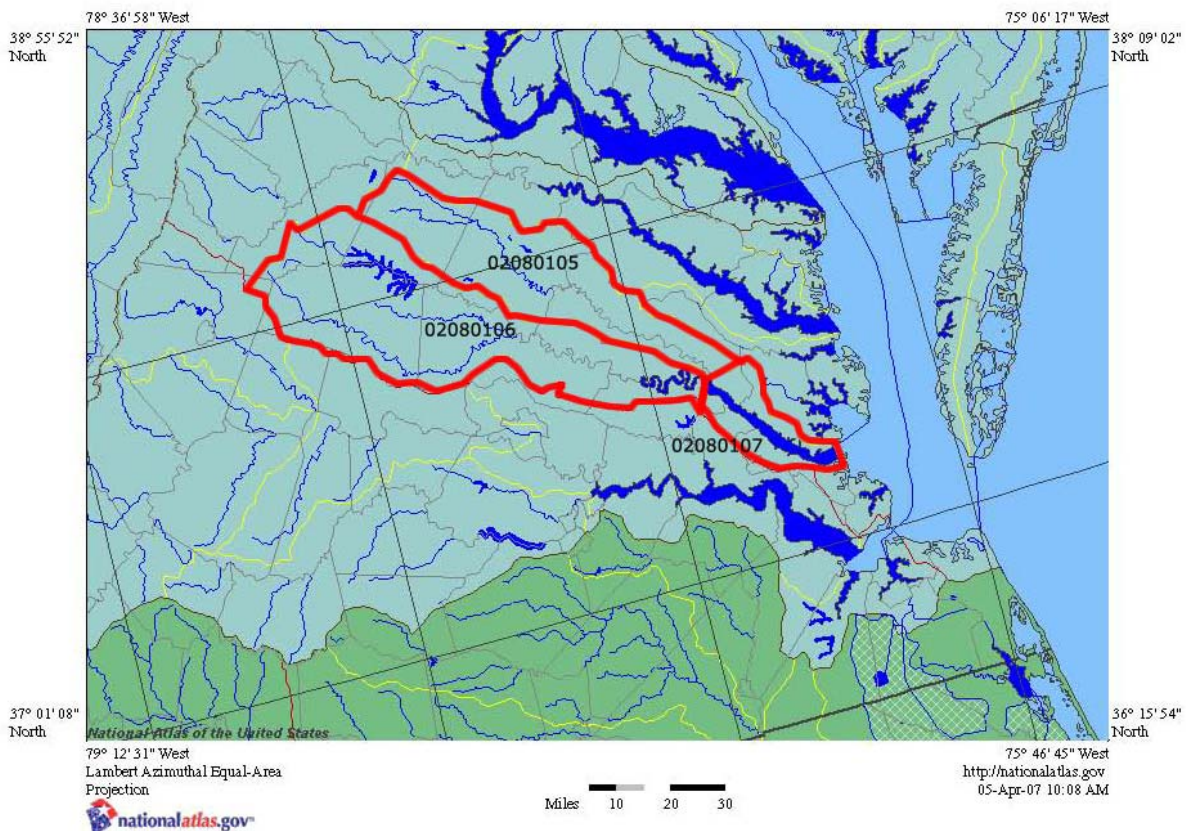 78° 36' 58" West
75° 06' 17" West
38° 55' 52"
North
38° 09' 02"
North
02080105
02080106
02080107
37° 01' 08"
North
36° 15' 54"
North
National Atlas of the United States
79° 12' 31" West
75° 46' 45" West
Lambert Azimuthal Equal-Area
Projection
http://nationalatlas.gov
05-Apr-07 10:08 AM
Miles 10 20 30
nationalatlas.gov™